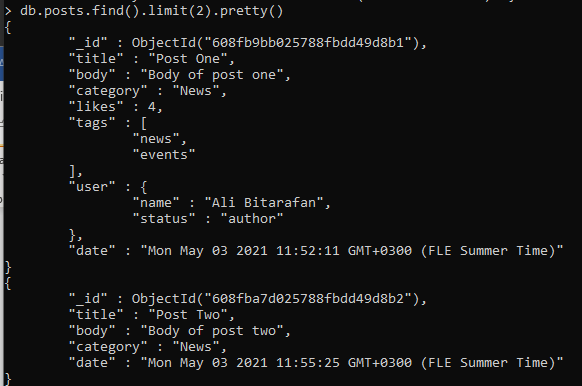 > db.posts.find().limit(2).pretty()
{
"_id" : ObjectId("608fb9bb025788fbdd49d8b1"),
"title" : "Post One",
"body" : "Body of post one",
"category" : "News",
"likes" : 4,
"tags" : [
"news",
"events"
],
"user" : {
"name" : "Ali Bitarafan",
"status" : "author"
},
"date" : "Mon May 03 2021 11:52:11 GMT+0300 (FLE Summer Time)"
}
{
"_id" : ObjectId("608fba7d025788fbdd49d8b2"),
"title" : "Post Two",
"body" : "Body of post two",
"category" : "News",
"date" : "Mon May 03 2021 11:55:25 GMT+0300 (FLE Summer Time)"
}